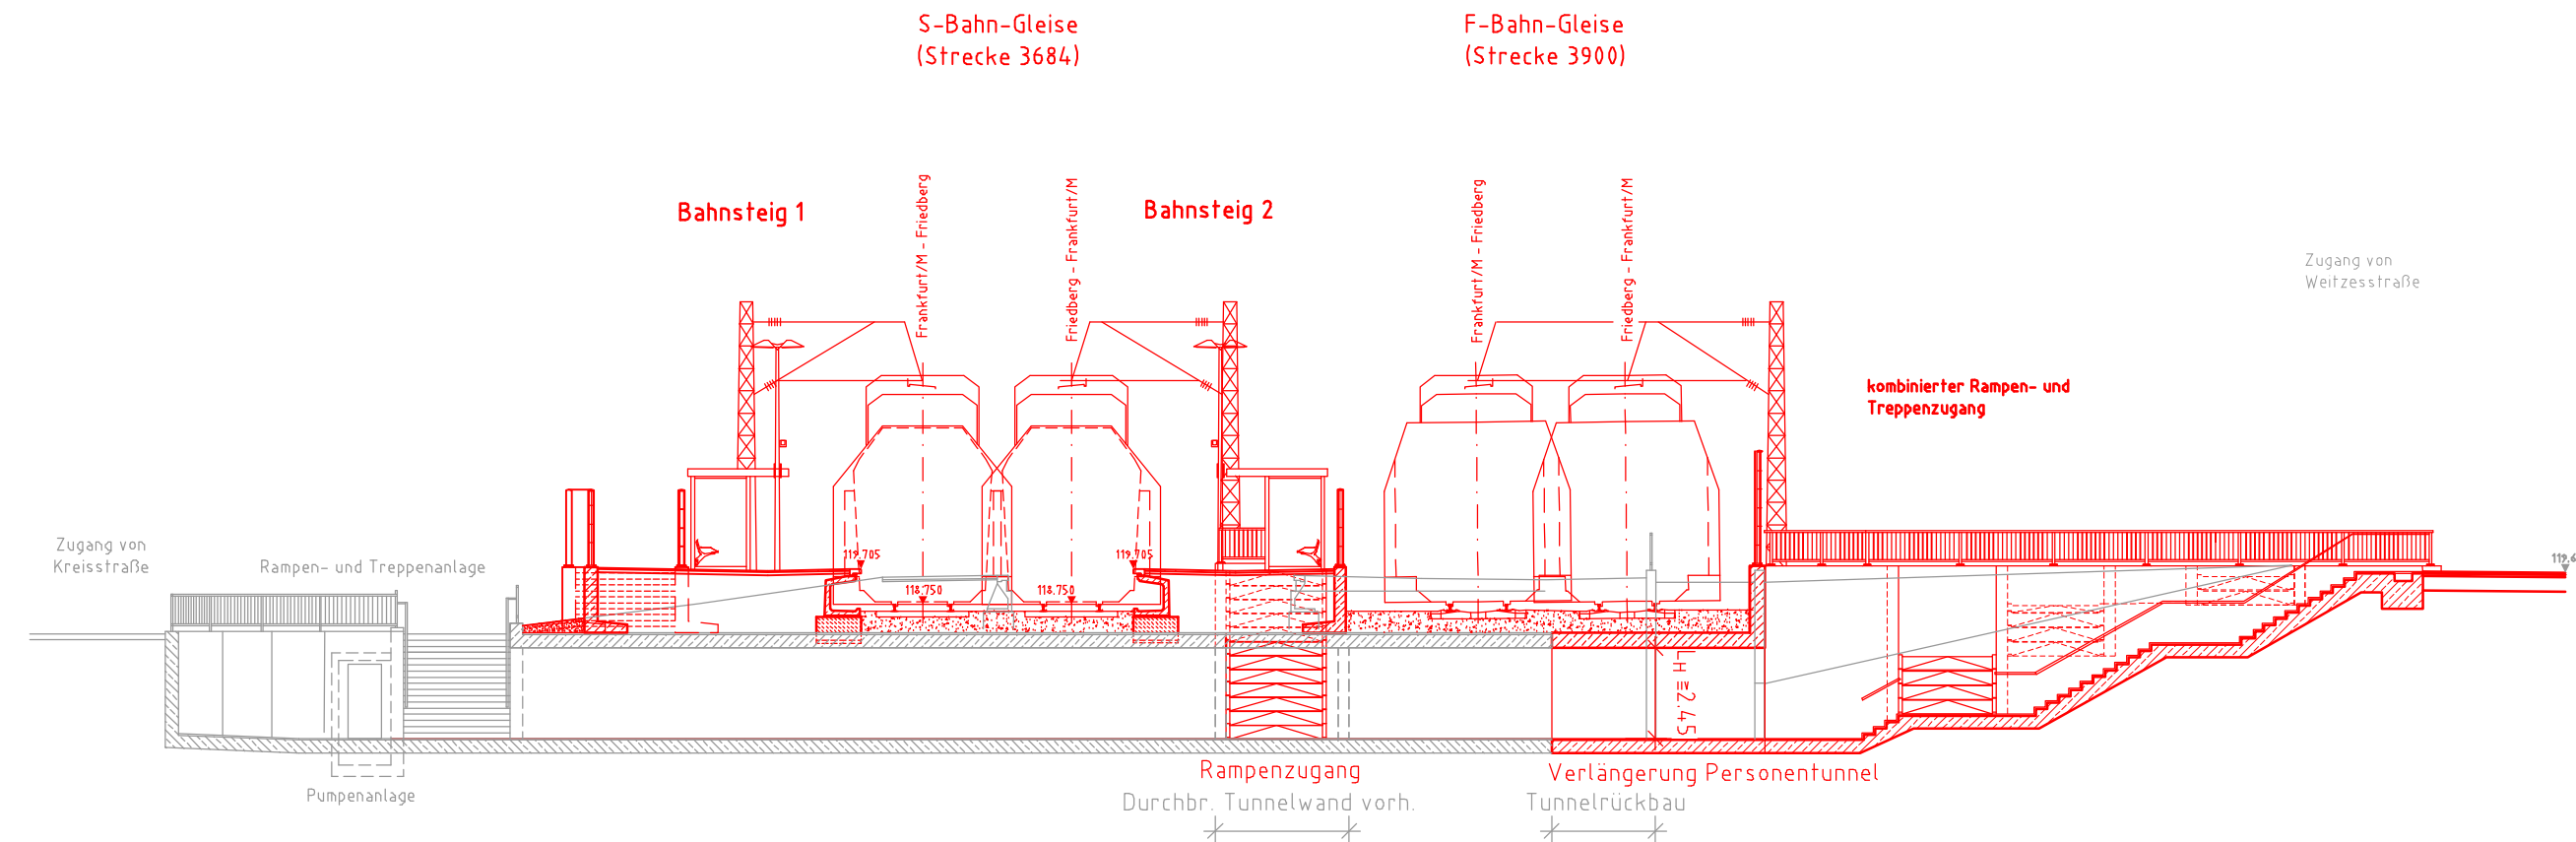 S-Bahn-Gleise
(Strecke 3684)
F-Bahn-Gleise
(Strecke 3900)
Bahnsteig 1
Frankfurt/M - Friedberg
Friedberg - Frankfurt/M
Bahnsteig 2
Frankfurt/M - Friedberg
Friedberg - Frankfurt/M
Zugang von
Weitzesstraße
kombinierter Rampen- und
Treppenzugang
Zugang von
Kreisstraße
Rampen- und Treppenanlage
119.705
119.705
118.750
118.750
119.6
LH =2.45
Pumpenanlage
Rampenzugang
Verlängerung Personentunnel
Durchbr. Tunnelwand vorh.
Tunnelrückbau